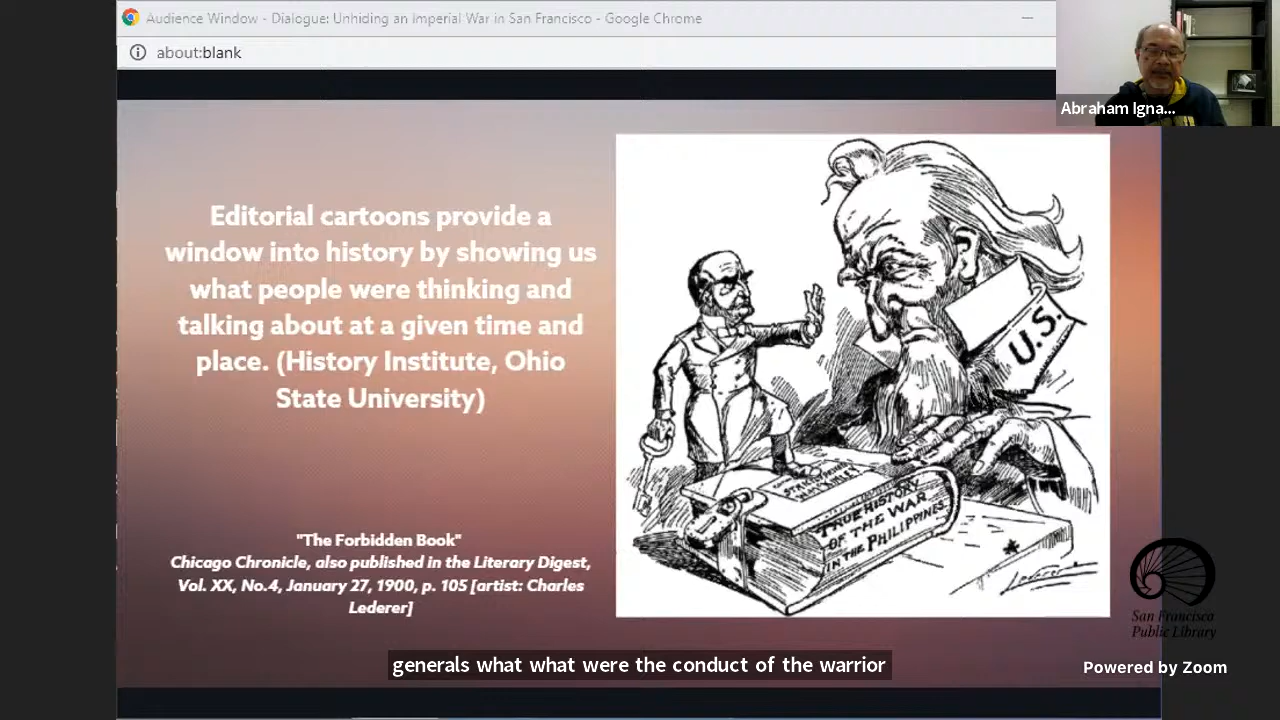 Audience Window - Dialogue: Unhiding an Imperial War in San Francisco - Google Chrome
about:blank
Abraham Igna...
Editorial cartoons provide a
window into history by showing us
what people were thinking and
talking about at a given time and
place. (History Institute, Ohio
State University)
"The Forbidden Book"
Chicago Chronicle, also published in the Literary Digest,
Vol. XX, No.4, January 27, 1900, p. 105 [artist: Charles
Lederer]
U.S.
TRUE HISTORY
OF THE WAR
IN THE PHILIPPINES
Lederer
San Francisco
Public Library
generals what what were the conduct of the warrior
Powered by Zoom